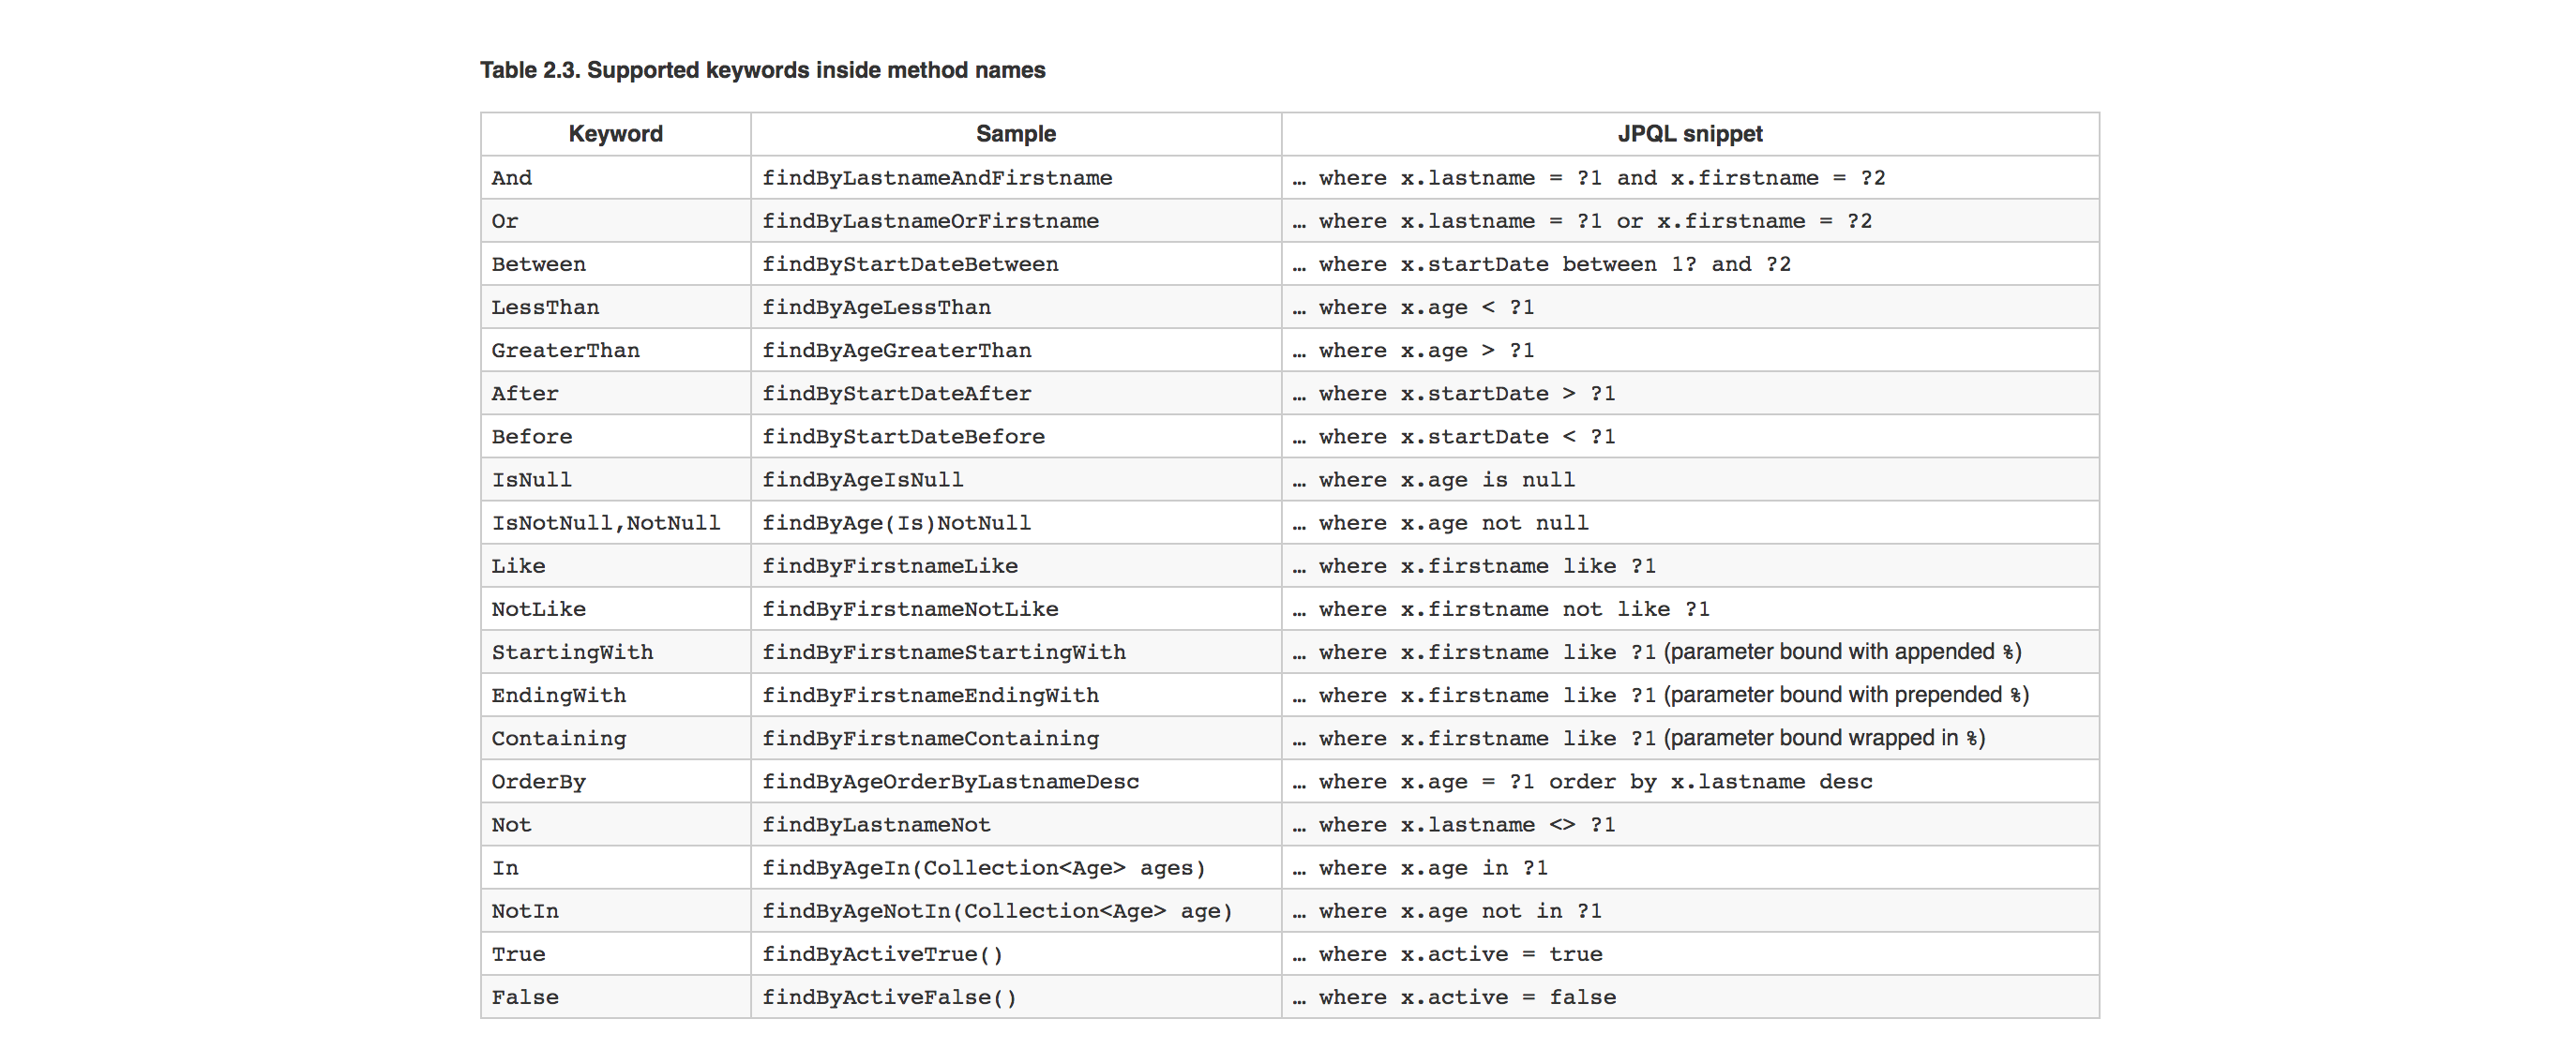 Table 2.3. Supported keywords inside method names
Keyword Sample JPQL snippet
And findByLastnameAndFirstname … where x.lastname = ?1 and x.firstname = ?2
Or findByLastnameOrFirstname … where x.lastname = ?1 or x.firstname = ?2
Between findByStartDateBetween … where x.startDate between 1? and ?2
LessThan findByAgeLessThan … where x.age < ?1
GreaterThan findByAgeGreaterThan … where x.age > ?1
After findByStartDateAfter … where x.startDate > ?1
Before findByStartDateBefore … where x.startDate < ?1
IsNull findByAgeIsNull … where x.age is null
IsNotNull,NotNull findByAge(Is)NotNull … where x.age not null
Like findByFirstnameLike … where x.firstname like ?1
NotLike findByFirstnameNotLike … where x.firstname not like ?1
StartingWith findByFirstnameStartingWith … where x.firstname like ?1 (parameter bound with appended %)
EndingWith findByFirstnameEndingWith … where x.firstname like ?1 (parameter bound with prepended %)
Containing findByFirstnameContaining … where x.firstname like ?1 (parameter bound wrapped in %)
OrderBy findByAgeOrderByLastnameDesc … where x.age = ?1 order by x.lastname desc
Not findByLastnameNot … where x.lastname <> ?1
In findByAgeIn(Collection<Age> ages) … where x.age in ?1
NotIn findByAgeNotIn(Collection<Age> age) … where x.age not in ?1
True findByActiveTrue() … where x.active = true
False findByActiveFalse() … where x.active = false